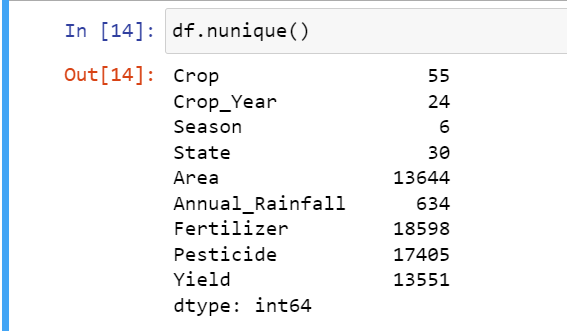 In [14]: df.nunique()
Out[14]: Crop 55
Crop_Year 24
Season 6
State 30
Area 13644
Annual_Rainfall 634
Fertilizer 18598
Pesticide 17405
Yield 13551
dtype: int64